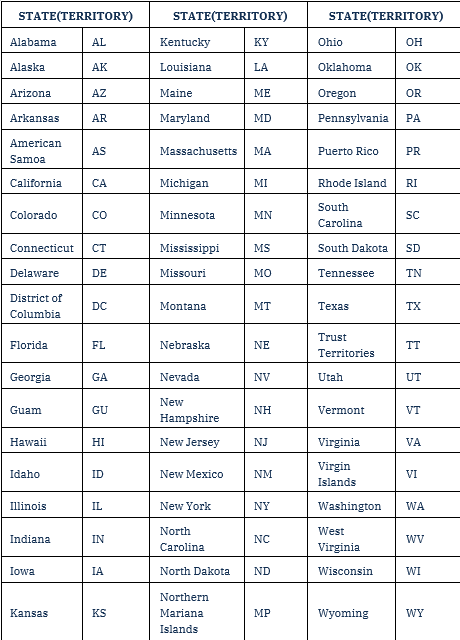 STATE(TERRITORY) STATE(TERRITORY) STATE(TERRITORY)
Alabama AL Kentucky KY Ohio OH
Alaska AK Louisiana LA Oklahoma OK
Arizona AZ Maine ME Oregon OR
Arkansas AR Maryland MD Pennsylvania PA
American
Samoa AS Massachusetts MA Puerto Rico PR
California CA Michigan MI Rhode Island RI
Colorado CO Minnesota MN South
Carolina SC
Connecticut CT Mississippi MS South Dakota SD
Delaware DE Missouri MO Tennessee TN
District of
Columbia DC Montana MT Texas TX
Florida FL Nebraska NE Trust
Territories TT
Georgia GA Nevada NV Utah UT
Guam GU New
Hampshire NH Vermont VT
Hawaii HI New Jersey NJ Virginia VA
Idaho ID New Mexico NM Virgin
Islands VI
Illinois IL New York NY Washington WA
Indiana IN North
Carolina NC West
Virginia WV
Iowa IA North Dakota ND Wisconsin WI
Kansas KS Northern
Mariana
Islands MP Wyoming WY